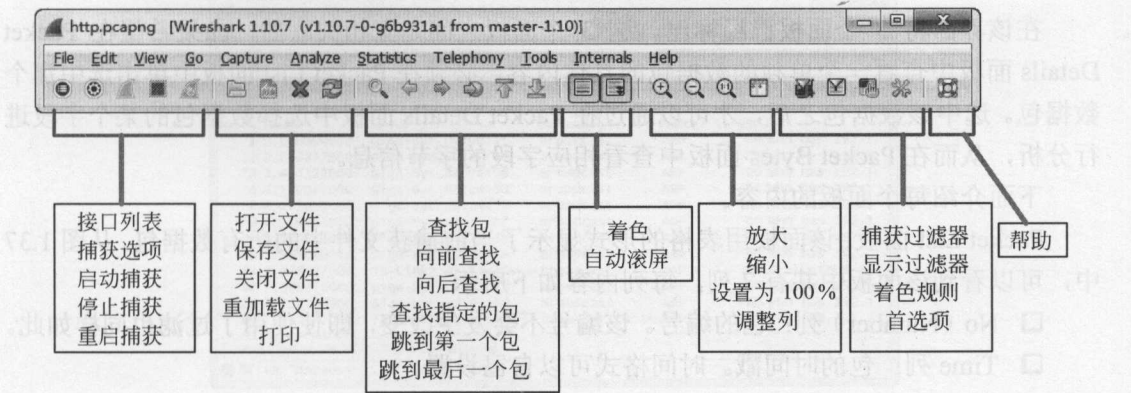 http.pcapng [Wireshark 1.10.7 (v1.10.7-0-g6b931a1 from master-1.10)]
File Edit View Go Capture Analyze Statistics Telephony Tools Internals Help
接口列表
捕获选项
启动捕获
停止捕获
重启捕获
打开文件
保存文件
关闭文件
重加载文件
打印
查找包
向前查找
向后查找
查找指定的包
跳到第一个包
跳到最后一个包
着色
自动滚屏
放大
缩小
设置为 100%
调整列
捕获过滤器
显示过滤器
着色规则
首选项
帮助